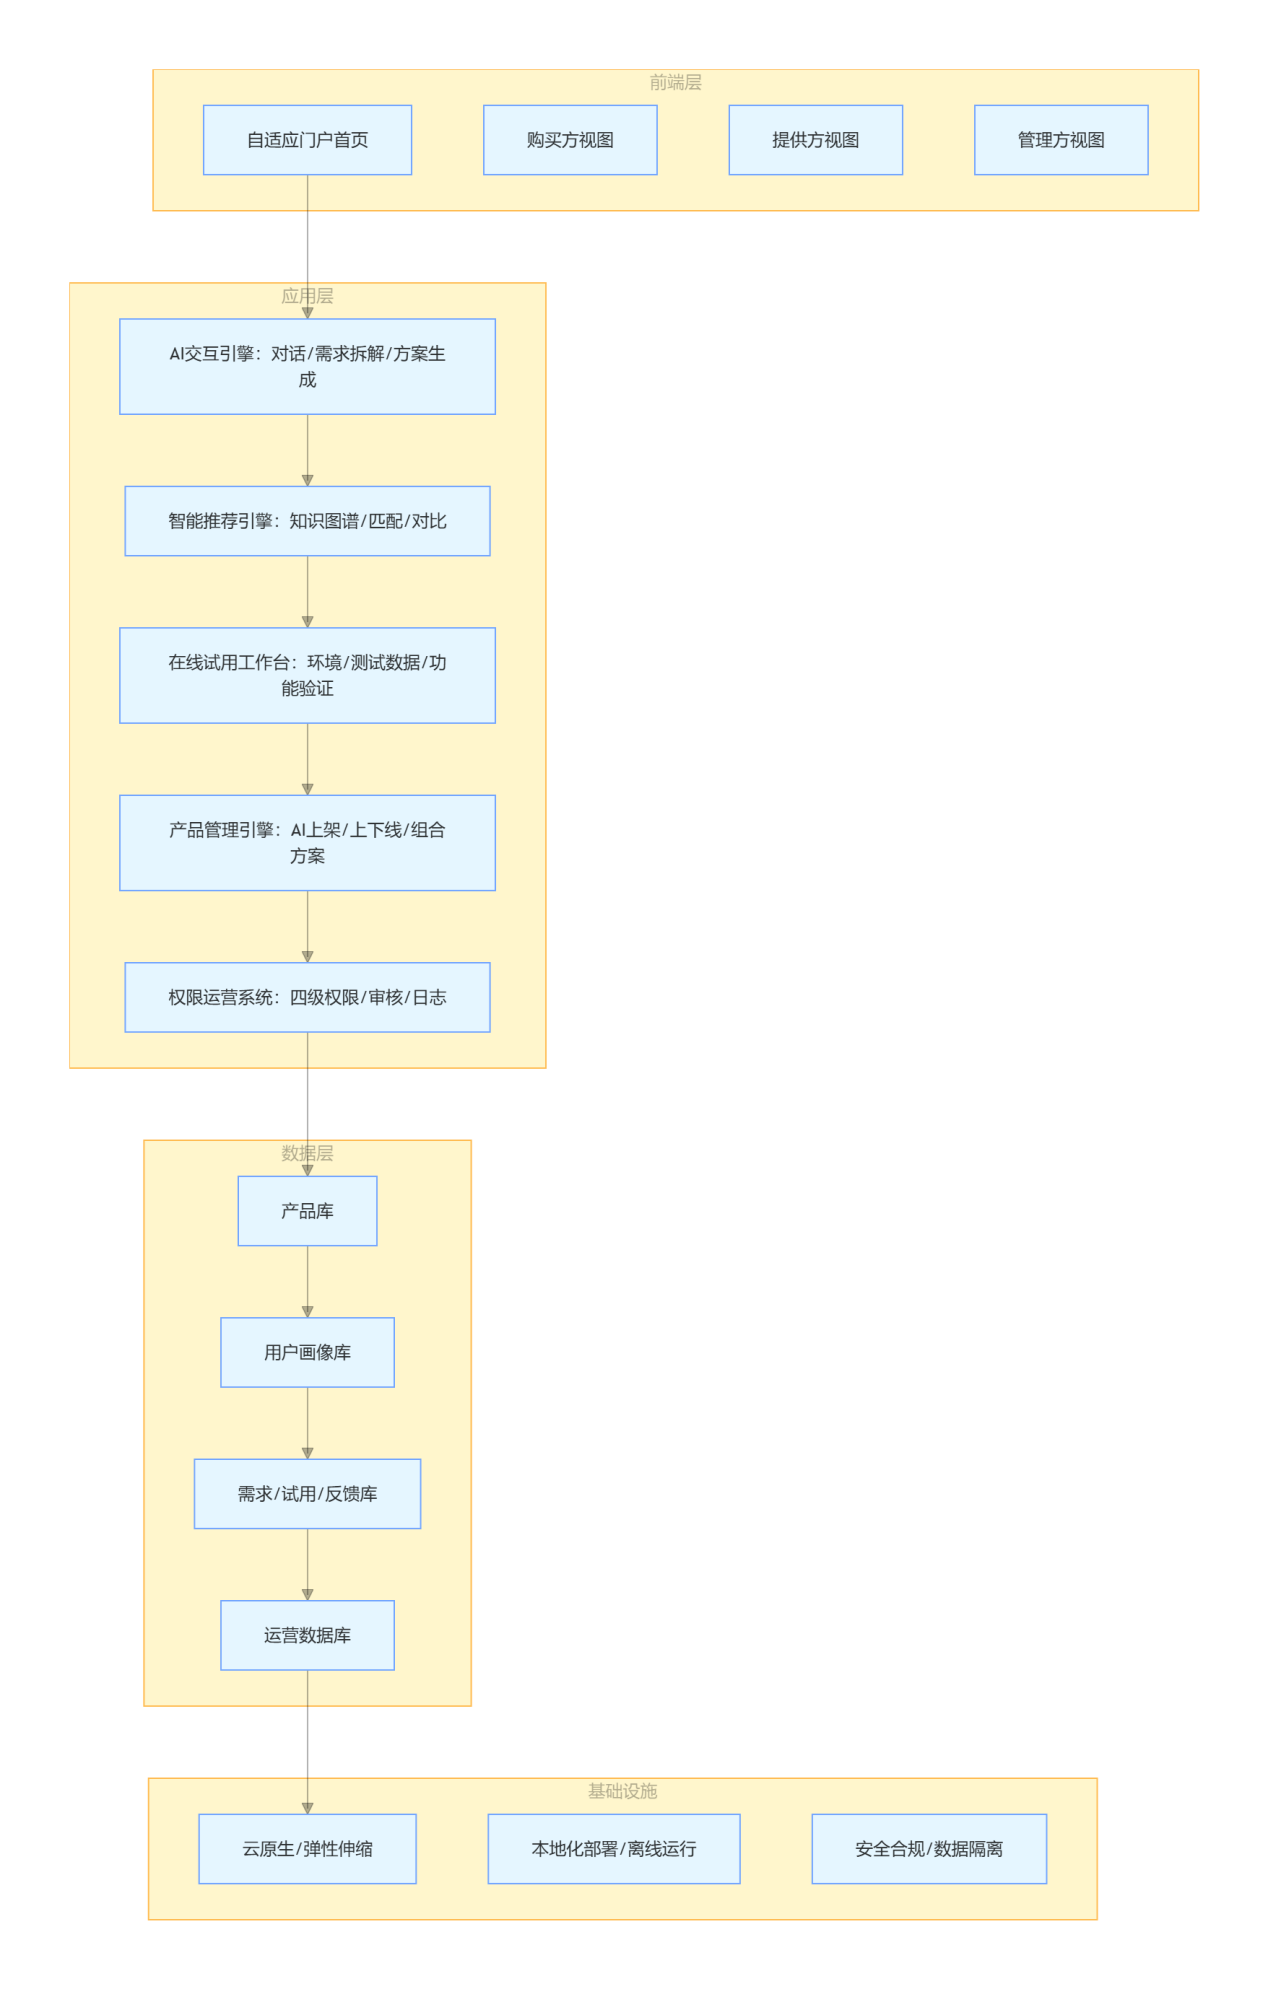 前端层
自适应门户首页
购买方视图
提供方视图
管理方视图
应用层
AI交互引擎：对话/需求拆解/方案生
成
智能推荐引擎：知识图谱/匹配/对比
在线试用工作台：环境/测试数据/功
能验证
产品管理引擎：AI上架/上下线/组合
方案
权限运营系统：四级权限/审核/日志
数据层
产品库
用户画像库
需求/试用/反馈库
运营数据库
基础设施
云原生/弹性伸缩
本地化部署/离线运行
安全合规/数据隔离